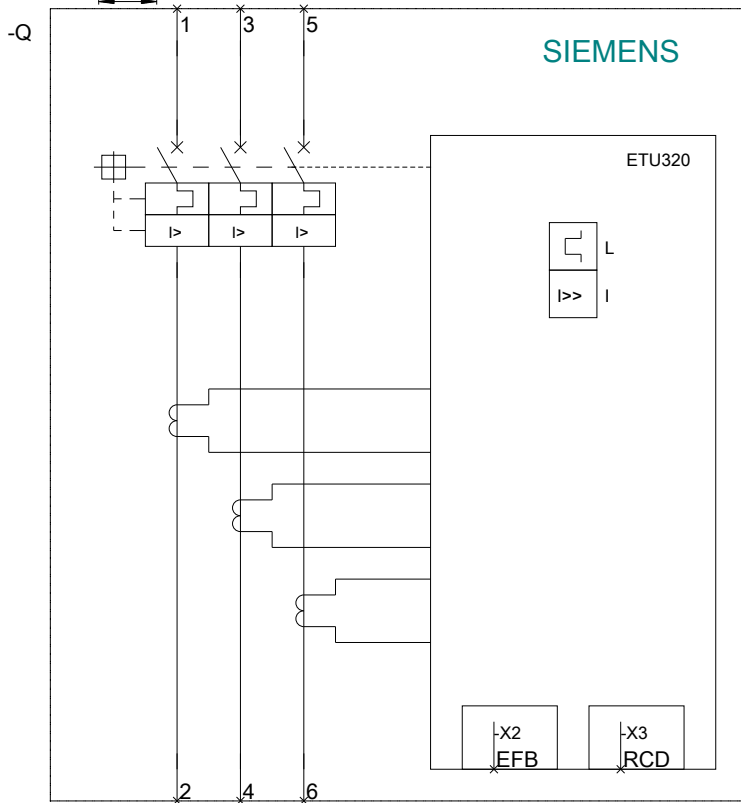 1 3 5
-Q
SIEMENS
ETU320
I> I> I>
L
I>> I
-X2 -X3
EFB RCD
2 4 6